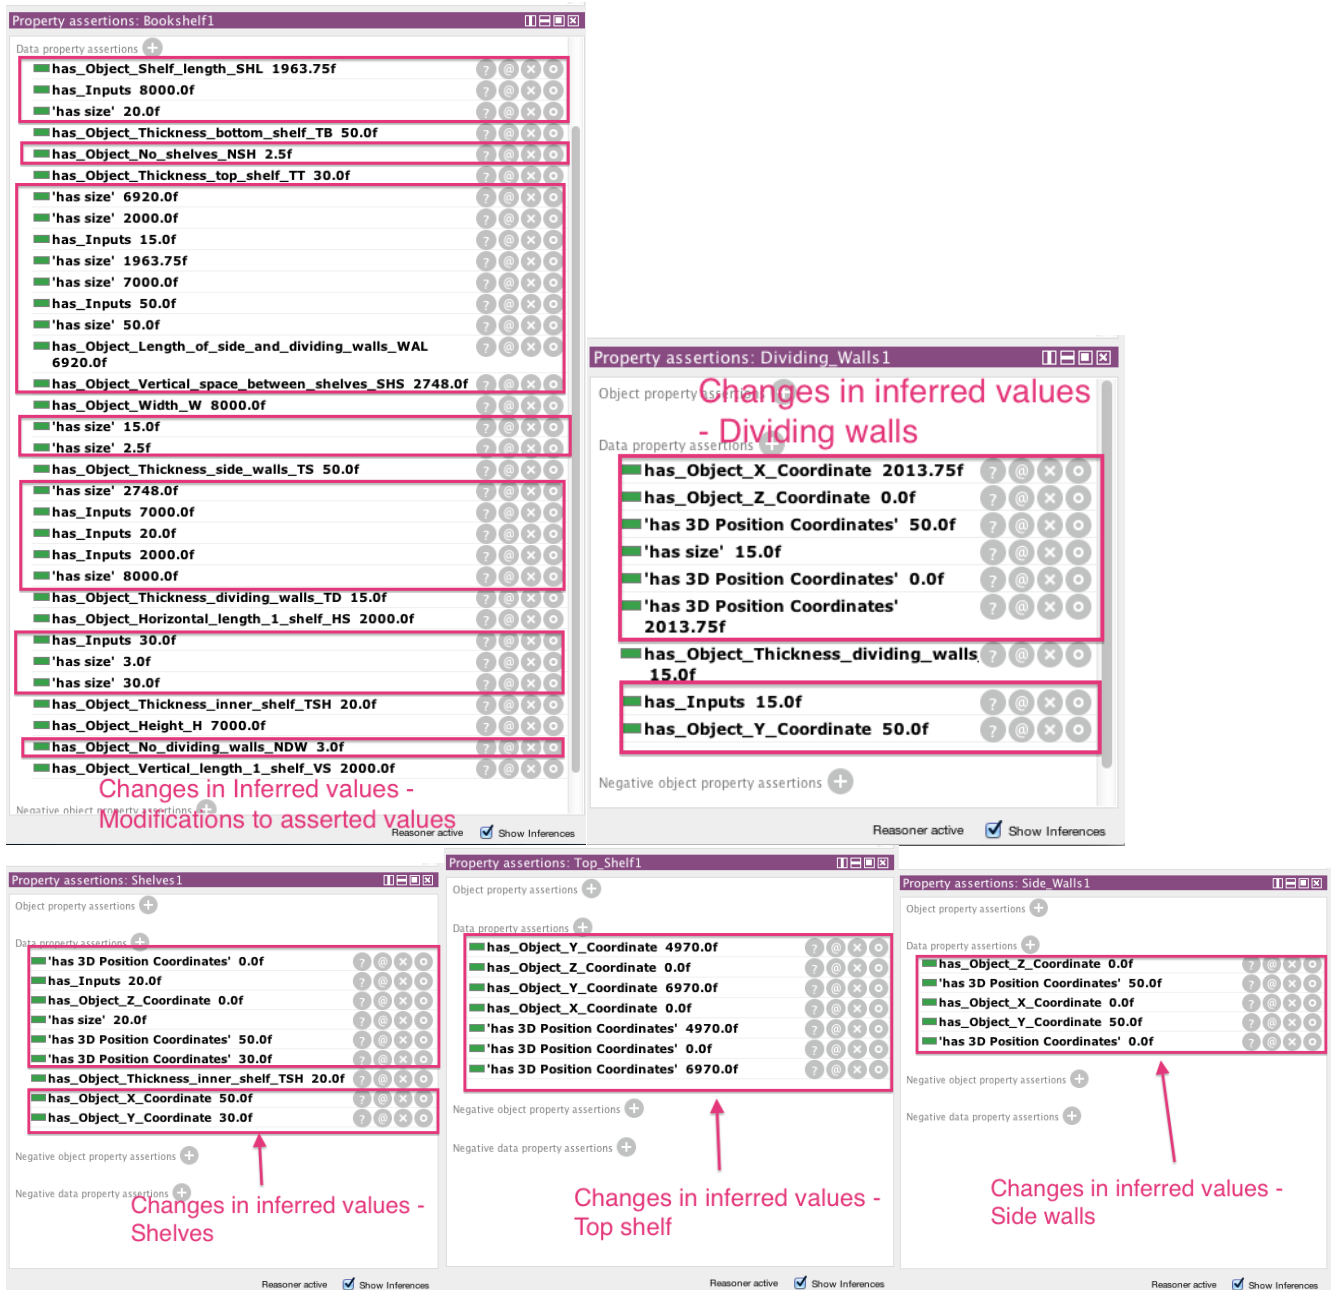 Property assertions: Bookshelf1
Data property assertions
has_Object_Shelf_length_SHL 1963.75f
has_Inputs 8000.0f
'has size' 20.0f
has_Object_Thickness_bottom_shelf_TB 50.0f
has_Object_No_shelves_NSH 2.5f
has_Object_Thickness_top_shelf_TT 30.0f
'has size' 6920.0f
'has size' 2000.0f
has_Inputs 15.0f
'has size' 1963.75f
'has size' 7000.0f
has_Inputs 50.0f
'has size' 50.0f
has_Object_Length_of_side_and_dividing_walls_WAL
6920.0f
has_Object_Vertical_space_between_shelves_SHS 2748.0f
has_Object_Width_W 8000.0f
'has size' 15.0f
'has size' 2.5f
has_Object_Thickness_side_walls_TS 50.0f
'has size' 2748.0f
has_Inputs 7000.0f
has_Inputs 20.0f
has_Inputs 2000.0f
'has size' 8000.0f
has_Object_Thickness_dividing_walls_TD 15.0f
has_Object_Horizontal_length_1_shelf_HS 2000.0f
has_Inputs 30.0f
'has size' 3.0f
'has size' 30.0f
has_Object_Thickness_inner_shelf_TSH 20.0f
has_Object_Height_H 7000.0f
has_Object_No_dividing_walls_NDW 3.0f
has_Object_Vertical_length_1_shelf_VS 2000.0f
Changes in Inferred values -
Modifications to asserted values
Negative object property assertions
Reasoner active Show Inferences
Property assertions: Dividing_Walls1
Object property assertions
Changes in inferred values
- Dividing walls
Data property assertions
has_Object_X_Coordinate 2013.75f
has_Object_Z_Coordinate 0.0f
'has 3D Position Coordinates' 50.0f
'has size' 15.0f
'has 3D Position Coordinates' 0.0f
'has 3D Position Coordinates'
2013.75f
has_Object_Thickness_dividing_walls_
15.0f
has_Inputs 15.0f
has_Object_Y_Coordinate 50.0f
Negative object property assertions
Reasoner active Show Inferences
Property assertions: Shelves1
Object property assertions
Data property assertions
'has 3D Position Coordinates' 0.0f
has_Inputs 20.0f
has_Object_Z_Coordinate 0.0f
'has size' 20.0f
'has 3D Position Coordinates' 50.0f
'has 3D Position Coordinates' 30.0f
has_Object_Thickness_inner_shelf_TSH 20.0f
has_Object_X_Coordinate 50.0f
has_Object_Y_Coordinate 30.0f
Negative object property assertions
Negative data property assertions
Changes in inferred values -
Shelves
Reasoner active Show Inferences
Property assertions: Top_Shelf1
Object property assertions
Data property assertions
has_Object_Y_Coordinate 4970.0f
has_Object_Z_Coordinate 0.0f
has_Object_Y_Coordinate 6970.0f
has_Object_X_Coordinate 0.0f
'has 3D Position Coordinates' 4970.0f
'has 3D Position Coordinates' 0.0f
'has 3D Position Coordinates' 6970.0f
Negative object property assertions
Negative data property assertions
Changes in inferred values -
Top shelf
Reasoner active Show Inferences
Property assertions: Side_Walls1
Object property assertions
Data property assertions
has_Object_Z_Coordinate 0.0f
'has 3D Position Coordinates' 50.0f
has_Object_X_Coordinate 0.0f
has_Object_Y_Coordinate 50.0f
'has 3D Position Coordinates' 0.0f
Negative object property assertions
Negative data property assertions
Changes in inferred values -
Side walls
Reasoner active Show Inferences